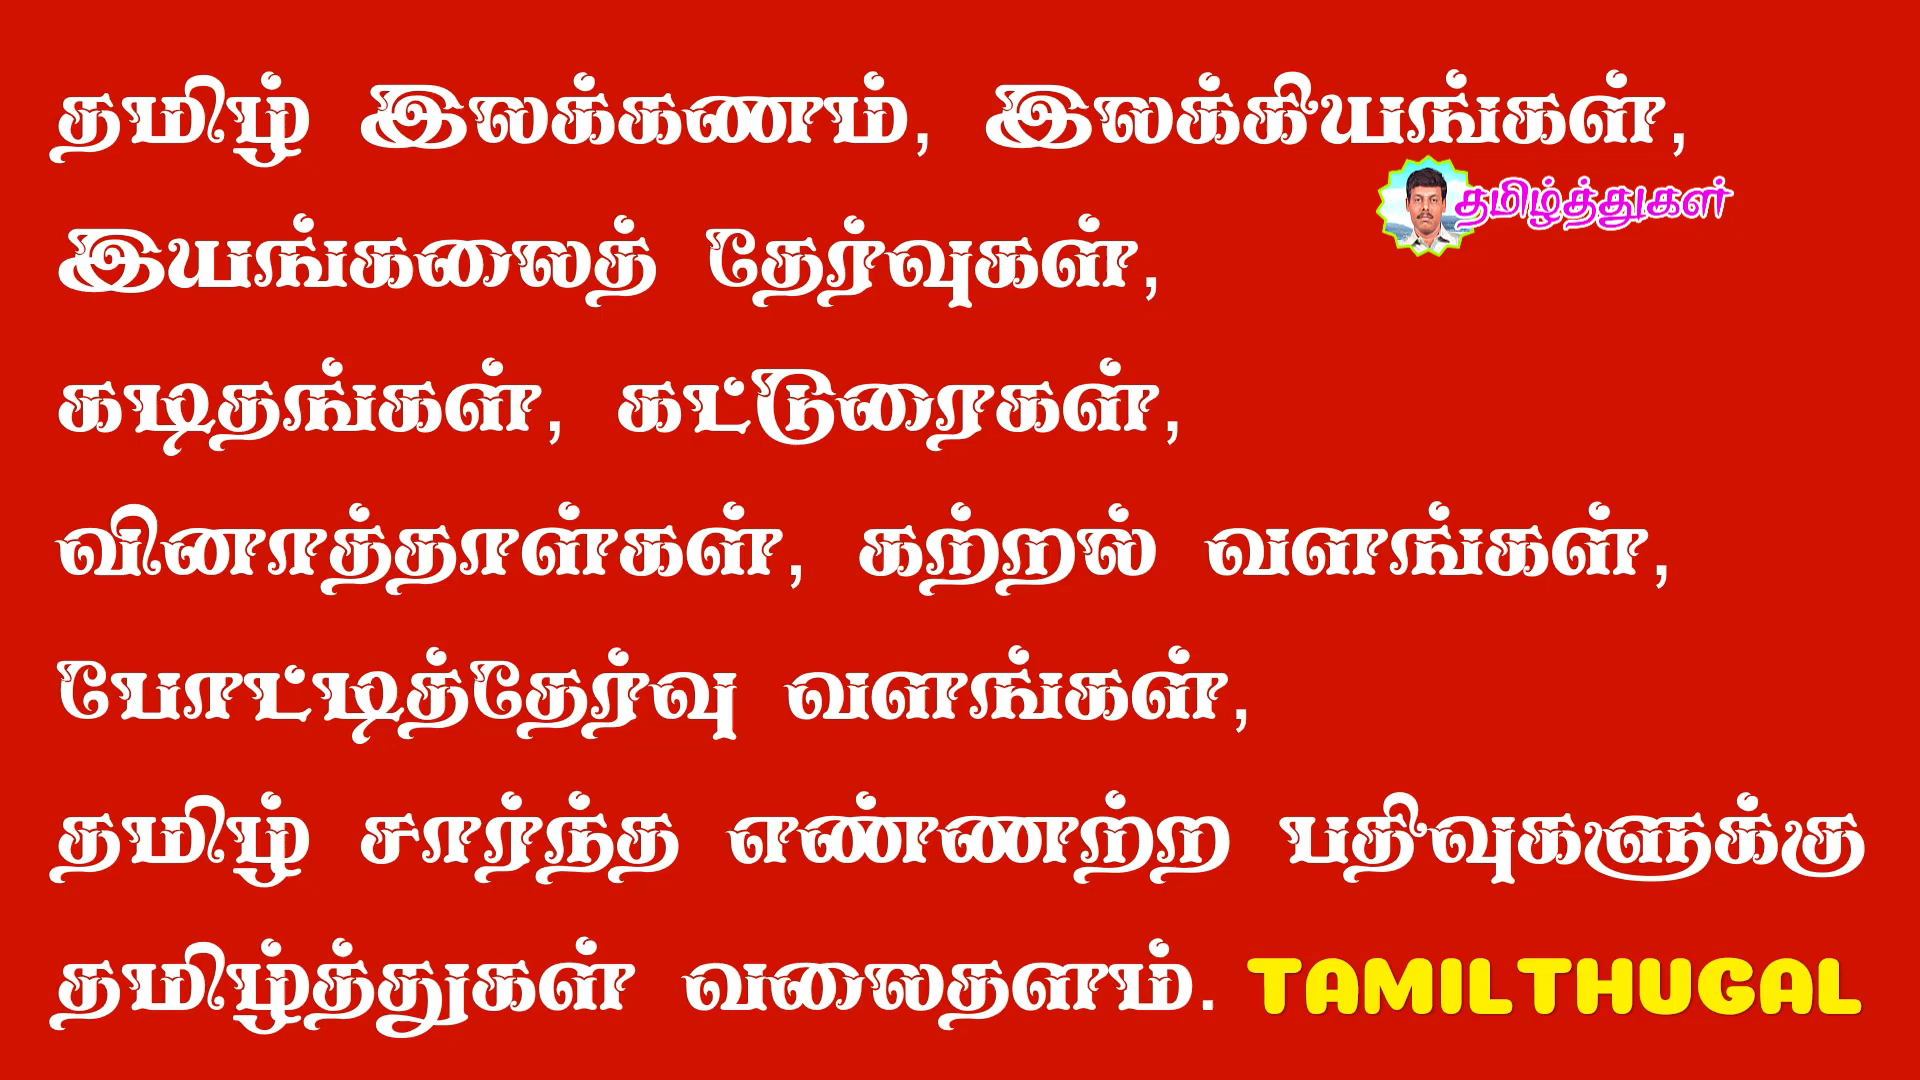 தமிழ் இலக்கணம், இலக்கியங்கள்,
தமிழ்த்துகள்
இயங்கலைத் தேர்வுகள்,
கடிதங்கள், கட்டுரைகள்,
வினாத்தாள்கள், கற்றல் வளங்கள்,
போட்டித்தேர்வு வளங்கள்,
தமிழ் சார்ந்த எண்ணற்ற பதிவுகளுக்கு
தமிழ்த்துகள் வலைதளம். TAMILTHUGAL